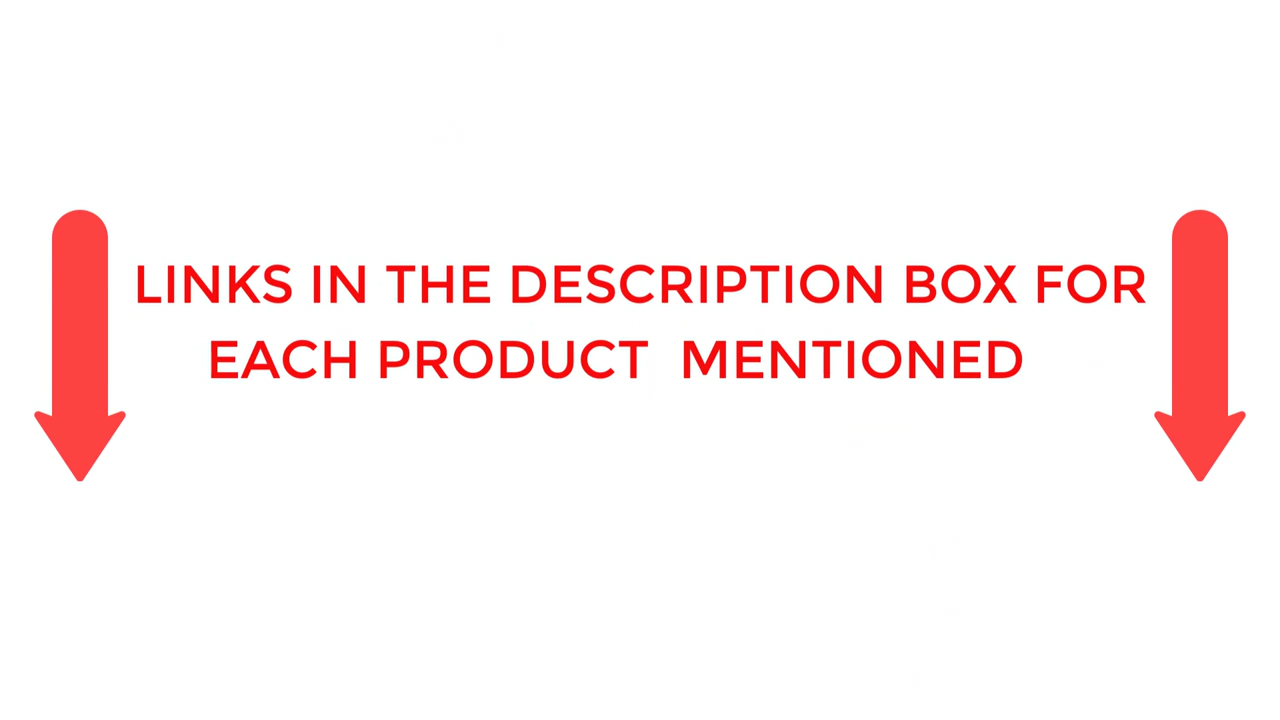 LINKS IN THE DESCRIPTION BOX FOR
EACH PRODUCT  MENTIONED